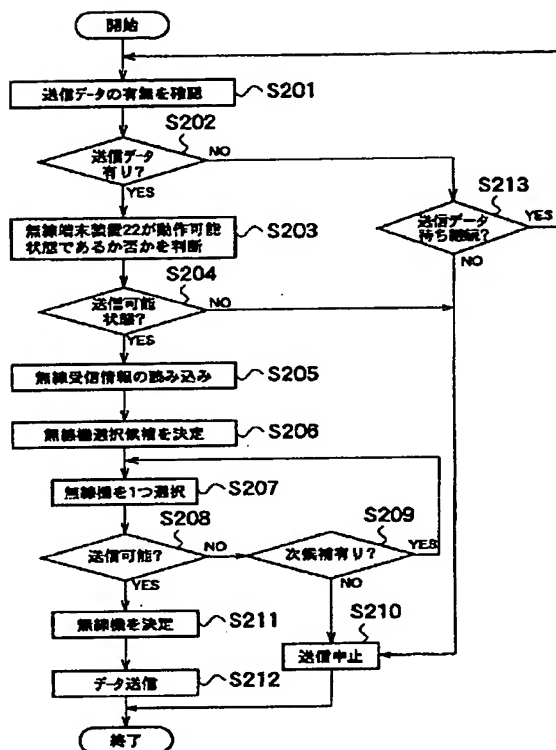 開始
送信データの有無を確認
S201
S202
送信データ
有り?
NO
YES
S213
送信データ
待ち継続?
YES
NO
無線端末装置22が動作可能
状態であるか否かを判断
S203
S204
送信可能
状態?
NO
YES
無線受信情報の読み込み
S205
無線機選択候補を決定
S206
無線機を1つ選択
S207
S208
送信可能?
NO
YES
S209
次候補有り?
YES
NO
無線機を決定
S211
S210
送信中止
データ送信
S212
終了